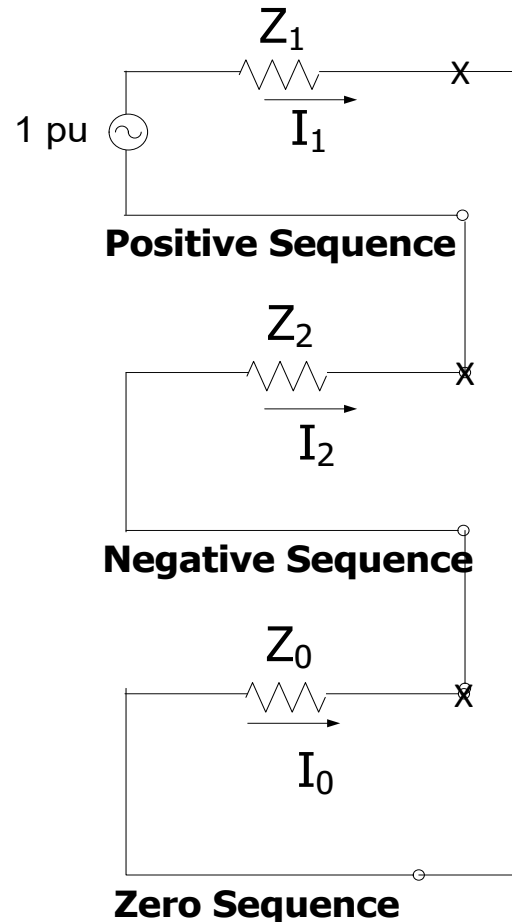 Z₁
X
1 pu
I₁
Positive Sequence
Z₂
X
I₂
Negative Sequence
Z₀
X
I₀
Zero Sequence